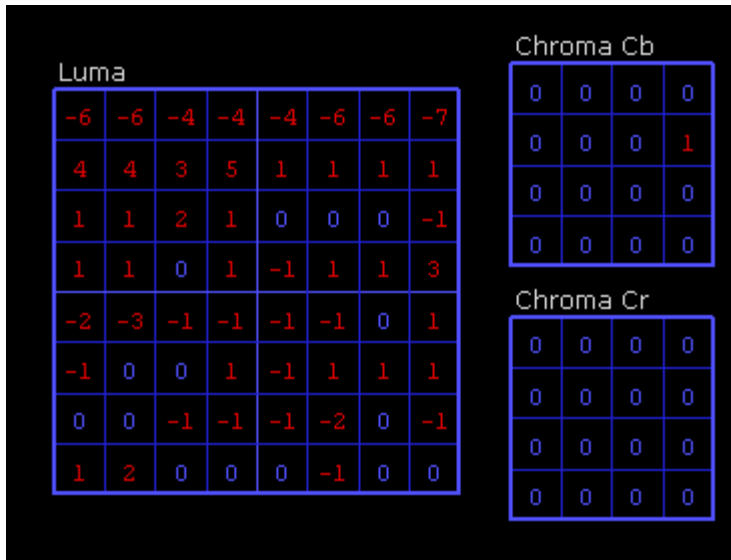 Luma
-6 -6 -4 -4 -4 -6 -6 -7
4 4 3 5 1 1 1 1
1 1 2 1 0 0 0 -1
1 1 0 1 -1 1 1 3
-2 -3 -1 -1 -1 -1 0 1
-1 0 0 1 -1 1 1 1
0 0 -1 -1 -1 -2 0 -1
1 2 0 0 0 -1 0 0
Chroma Cb
0 0 0 0
0 0 0 1
0 0 0 0
0 0 0 0
Chroma Cr
0 0 0 0
0 0 0 0
0 0 0 0
0 0 0 0